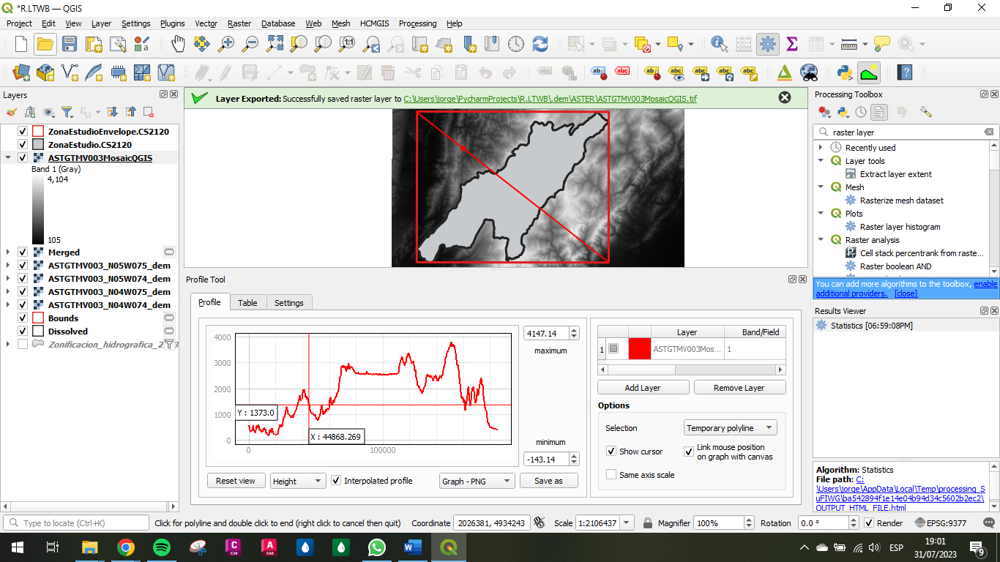 *R.LTWB — QGIS
Project Edit View Layer Settings Plugins Vector Raster Database Web Mesh HCMGIS Processing Help
Layers
ZonaEstudioEnvelope.CS2120
ZonaEstudio.CS2120
ASTGTMV003MosaicQGIS
Band 1 (Gray)
4,104
105
Merged
ASTGTMV003_N05W075_dem
ASTGTMV003_N05W074_dem
ASTGTMV003_N04W075_dem
ASTGTMV003_N04W074_dem
Bounds
Dissolved
Layer Exported: Successfully saved raster layer to C:\Users\jorge\PycharmProjects\R.LTWB\.dem\ASTER\ASTGTMV003MosaicQGIS.tif
Profile Tool
Profile Table Settings
4000
3000
2000
1000
0
Y : 1373.0
X : 44868.269
0 100000
4147.14
maximum
minimum
-143.14
Reset view Height Interpolated profile Graph - PNG Save as
Layer Band/Field
1 ASTGTMV003Mos... 1
Add Layer Remove Layer
Options
Selection Temporary polyline
Show cursor
Link mouse position
on graph with canvas
Same axis scale
Processing Toolbox
raster layer
Recently used
Layer tools
Extract layer extent
Mesh
Rasterize mesh dataset
Plots
Raster layer histogram
Raster analysis
Cell stack percentrank from raste...
Raster boolean AND
You can add more algorithms to the toolbox, enable
additional providers. [close]
Results Viewer
Statistics [06:59:08PM]
Algorithm: Statistics
File path: C:
\Users\jorge\AppData\Local\Temp\processing_S
uFIWG\ba542894f1e14e04b94d34c5602b2ec2\
OUTPUT_HTML_FILE.html
Type to locate (Ctrl+K) Click for polyline and double click to end (right click to cancel then quit) Coordinate 2026381, 4934243 Scale 1:2106437 Magnifier 100% Rotation 0.0 ° Render EPSG:9377
ESP
19:01
31/07/2023
9